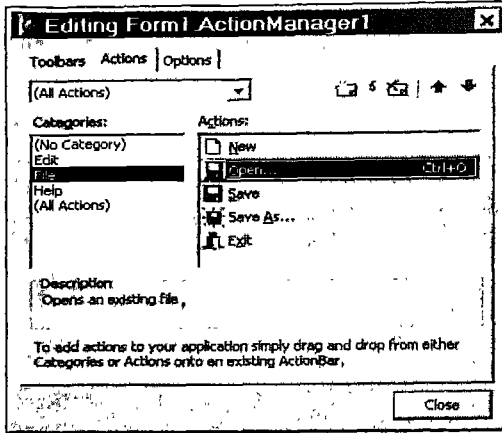 Editing Form1.ActionManager1
Toolbars Actions Options
(All Actions)
Categories: Actions:
(No Category)
Edit
File
Help
(All Actions)
New
Open... Ctrl+O
Save
Save As...
Exit
Description
Opens an existing file
To add actions to your application simply drag and drop from either
Categories or Actions onto an existing ActionBar.
Close